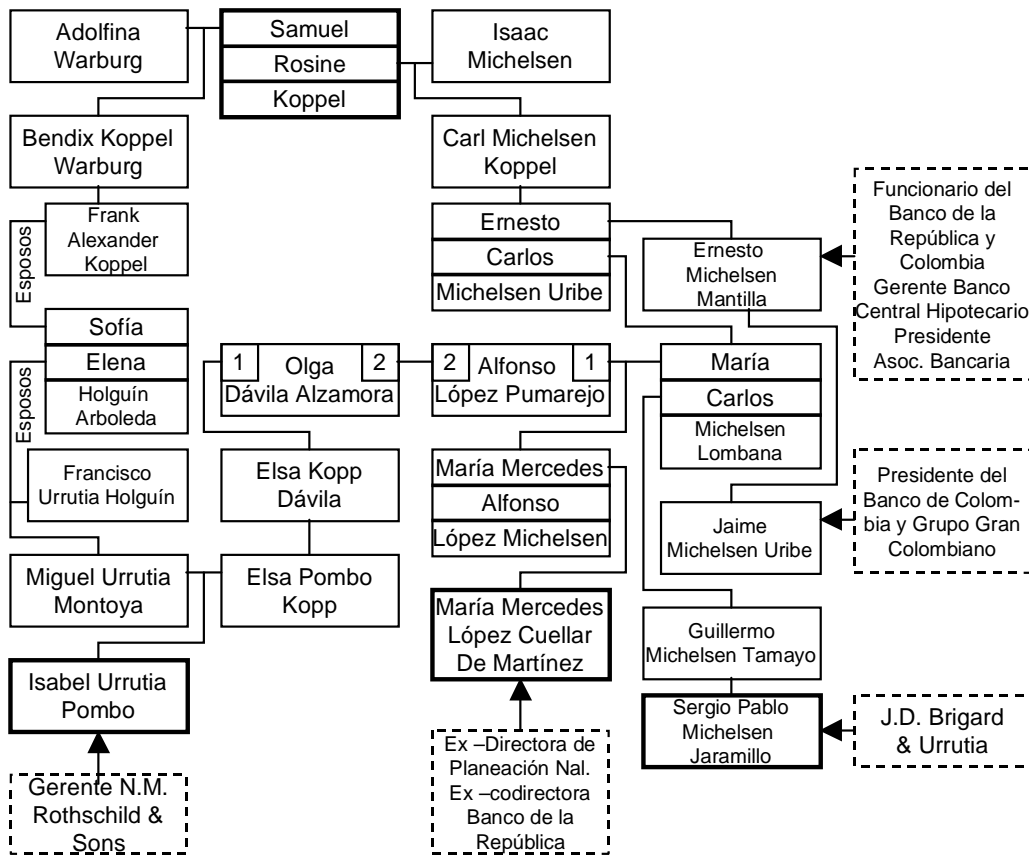 Adolfina
Warburg
Samuel
Rosine
Koppel
Isaac
Michelsen
Bendix Koppel
Warburg
Carl Michelsen
Koppel
Esposos
Frank
Alexander
Koppel
Ernesto
Carlos
Michelsen Uribe
Ernesto
Michelsen
Mantilla
Funcionario del
Banco de la
República y
Colombia
Gerente Banco
Central Hipotecario
Presidente
Asoc. Bancaria
Sofía
Elena
Holguín
Arboleda
1 Olga 2
Dávila Alzamora
2 Alfonso 1
López Pumarejo
María
Carlos
Michelsen
Lombana
Esposos
Francisco
Urrutia Holguín
Elsa Kopp
Dávila
María Mercedes
Alfonso
López Michelsen
Jaime
Michelsen Uribe
Presidente del
Banco de Colom-
bia y Grupo Gran
Colombiano
Miguel Urrutia
Montoya
Elsa Pombo
Kopp
María Mercedes
López Cuellar
De Martínez
Guillermo
Michelsen Tamayo
Isabel Urrutia
Pombo
Sergio Pablo
Michelsen
Jaramillo
J.D. Brigard
& Urrutia
Gerente N.M.
Rothschild &
Sons
Ex –Directora de
Planeación Nal.
Ex –codirectora
Banco de la
República